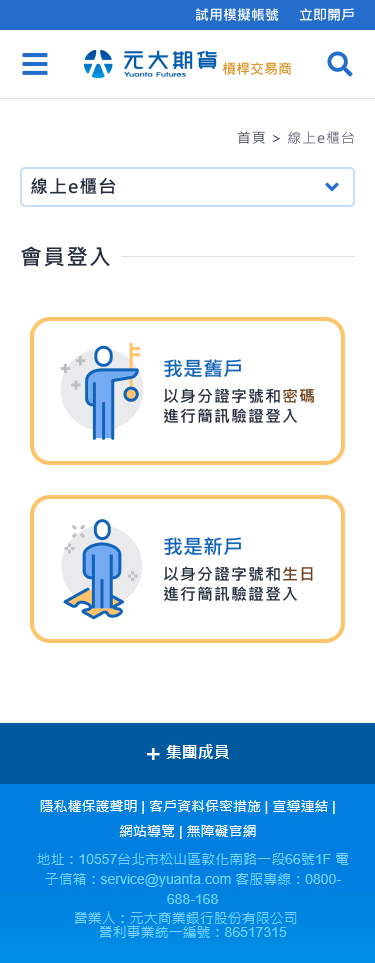 試用模擬帳號 立即開戶
元大期貨 槓桿交易商
Yuanta Futures
首頁 > 線上e櫃台
線上e櫃台
會員登入
我是舊戶
以身分證字號和密碼
進行簡訊驗證登入
我是新戶
以身分證字號和生日
進行簡訊驗證登入
+ 集團成員
隱私權保護聲明 | 客戶資料保密措施 | 宣導連結 |
網站導覽 | 無障礙官網
地址：10557台北市松山區敦化南路一段66號1F 電
子信箱：service@yuanta.com 客服專線：0800-
688-168
營業人：元大商業銀行股份有限公司
營利事業統一編號：86517315